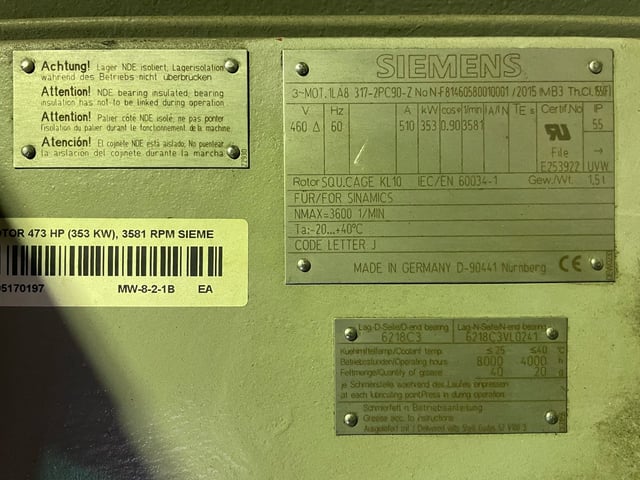 Achtung! Lager NDE isoliert, Lagerisolation
während des Betriebs nicht überbrücken
Attention! NDE bearing insulated, bearing
insulation has not to be linked during operation
Attention! Palier côté NDE isolé, ne pas ponter
l'isolation du palier durant le fonctionnement de la machine
Atención! El cojinete NDE está aislado, No puentear
la aislación del cojinete durante la marcha
SIEMENS
3~MOT. 1LA8 317-2PC90-Z No N-F81460580010001 / 2015 IM B3 Th.Cl. 155(F)
V Hz A kW cosφ 1/min IA/IN TE s Certif.No IP
460 Δ 60 510 353 0.90 3581 55
File →
E253922 UVW
Rotor SQU.CAGE KL10 IEC/EN 60034-1 Gew./Wt. 1,5 t
FÜR/FOR SINAMICS
NMAX=3600 1/MIN
Ta:-20...+40°C
CODE LETTER J
MADE IN GERMANY D-90441 Nürnberg CE
TOR 473 HP (353 KW), 3581 RPM SIEME
05170197 MW-8-2-1B EA
Lag.-D-Seite/D-end bearing Lag.-N-Seite/N-end bearing
6218C3 6218C3VL0241
Kuehlmitteltemp/Coolant temp. ≤ 25 ≤40 °C
Betriebsstunden/Operating hours 8000 4000 h
Fettmenge/Quantity of grease 40 20 g
je Schmierstelle waehrend des Laufes einpressen
at each lubricating point.Press in during operation.
Schmierfett n. Betriebsanleitung
Grease acc. to instructions